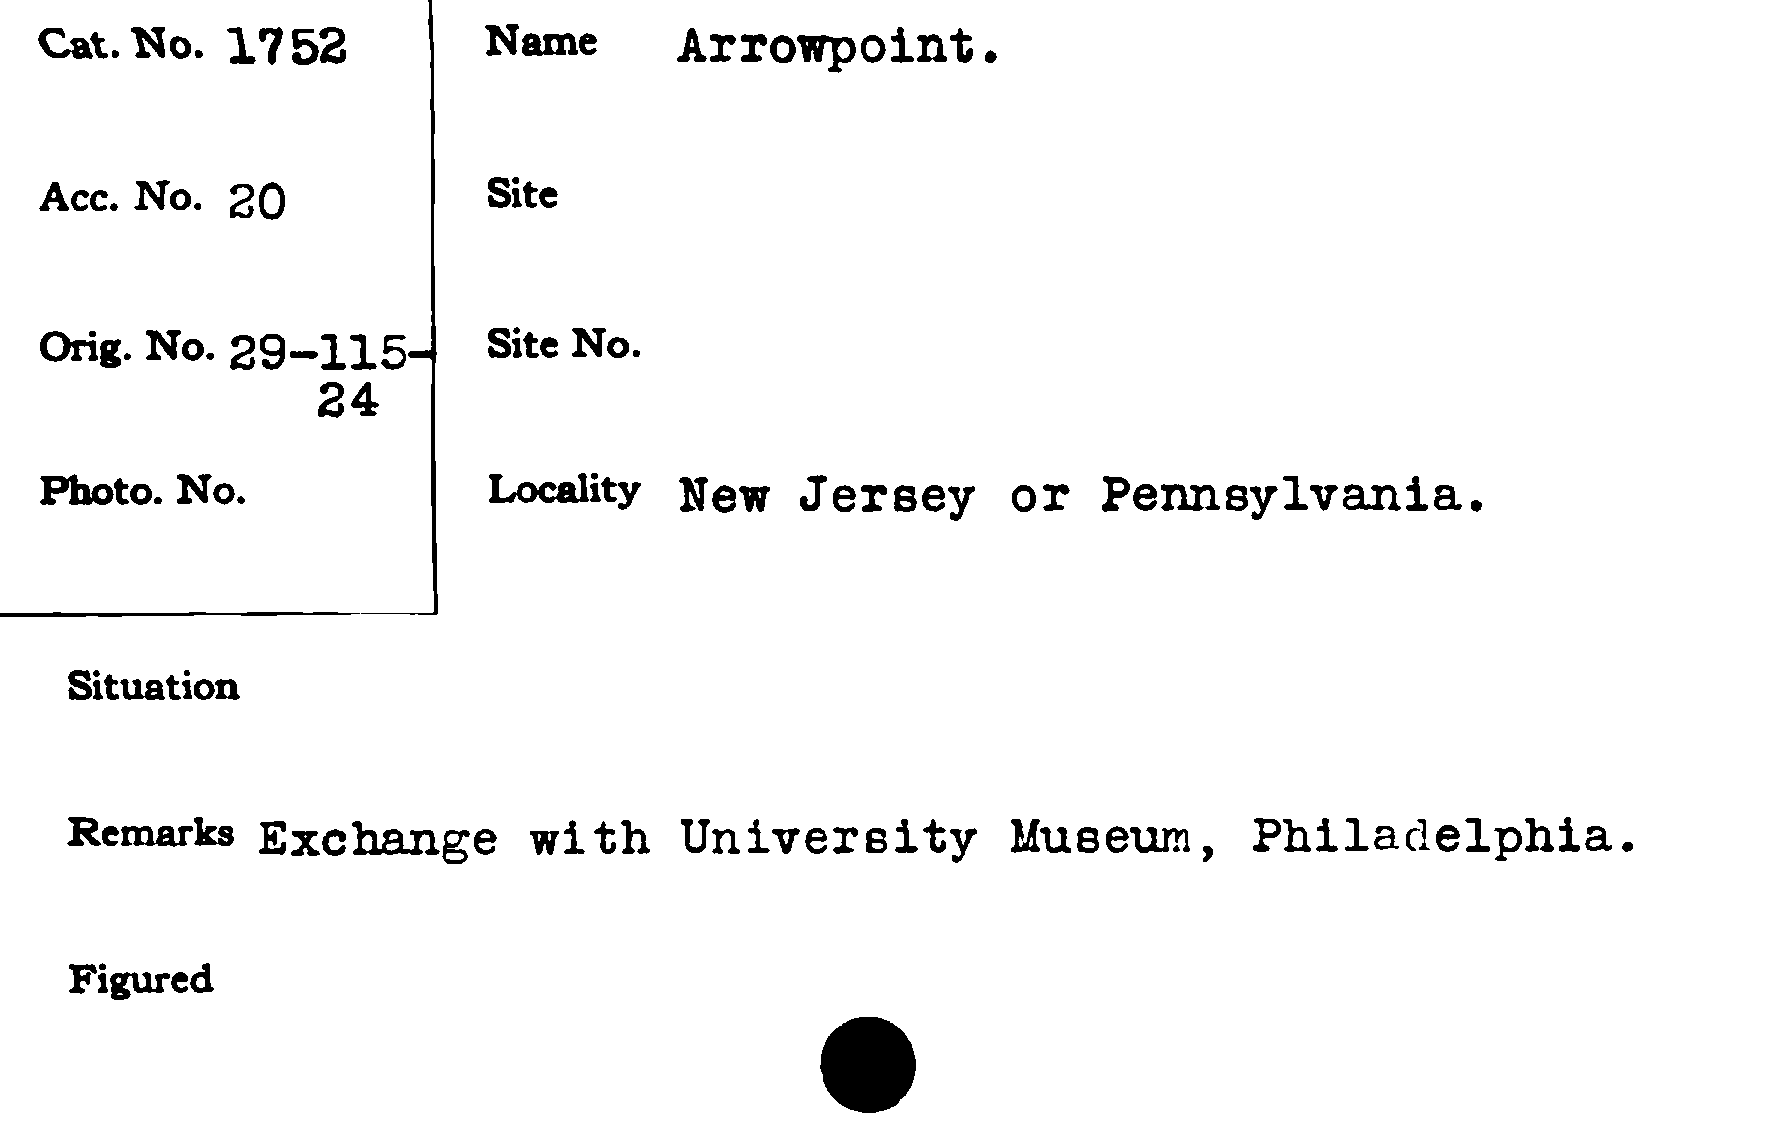 Cat. No. 1752
Name Arrowpoint.
Acc. No. 20
Site
Orig. No. 29-115-
24
Site No.
Photo. No.
Locality New Jersey or Pennsylvania.
Situation
Remarks Exchange with University Museum, Philadelphia.
Figured